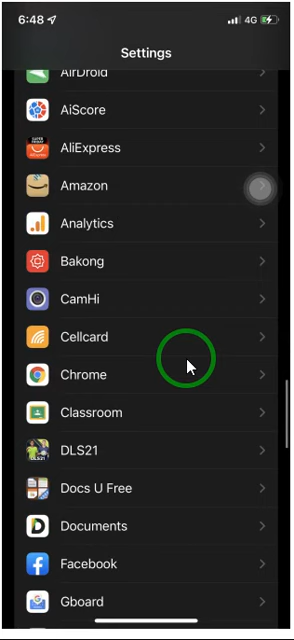 6:48
4G
Settings
AirDroid
AiScore
AliExpress
Amazon
Analytics
Bakong
CamHi
Cellcard
Chrome
Classroom
DLS21
Docs U Free
Documents
Facebook
Gboard